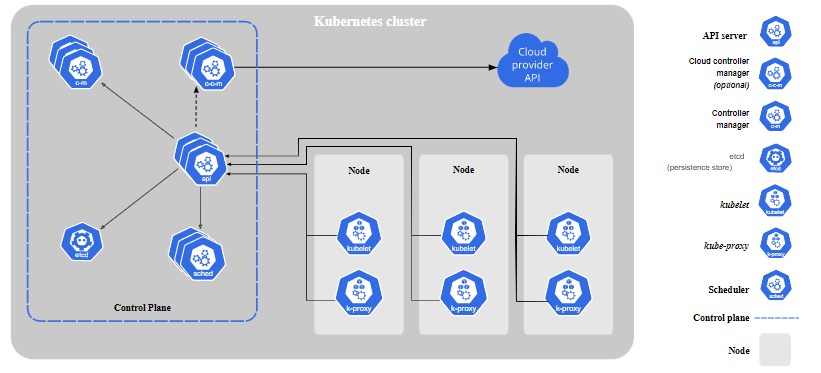 Kubernetes cluster
c-m
c-c-m
Cloud
provider
API
api
etcd
sched
Control Plane
Node
Node
Node
kubelet
kubelet
kubelet
k-proxy
k-proxy
k-proxy
API server
api
Cloud controller
manager
(optional)
c-c-m
Controller
manager
c-m
etcd
(persistence store)
etcd
kubelet
kubelet
kube-proxy
k-proxy
Scheduler
sched
Control plane
Node